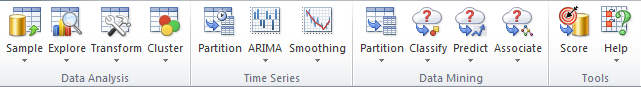 Sample Explore Transform Cluster Partition ARIMA Smoothing Partition Classify Predict Associate Score Help
Data Analysis Time Series Data Mining Tools